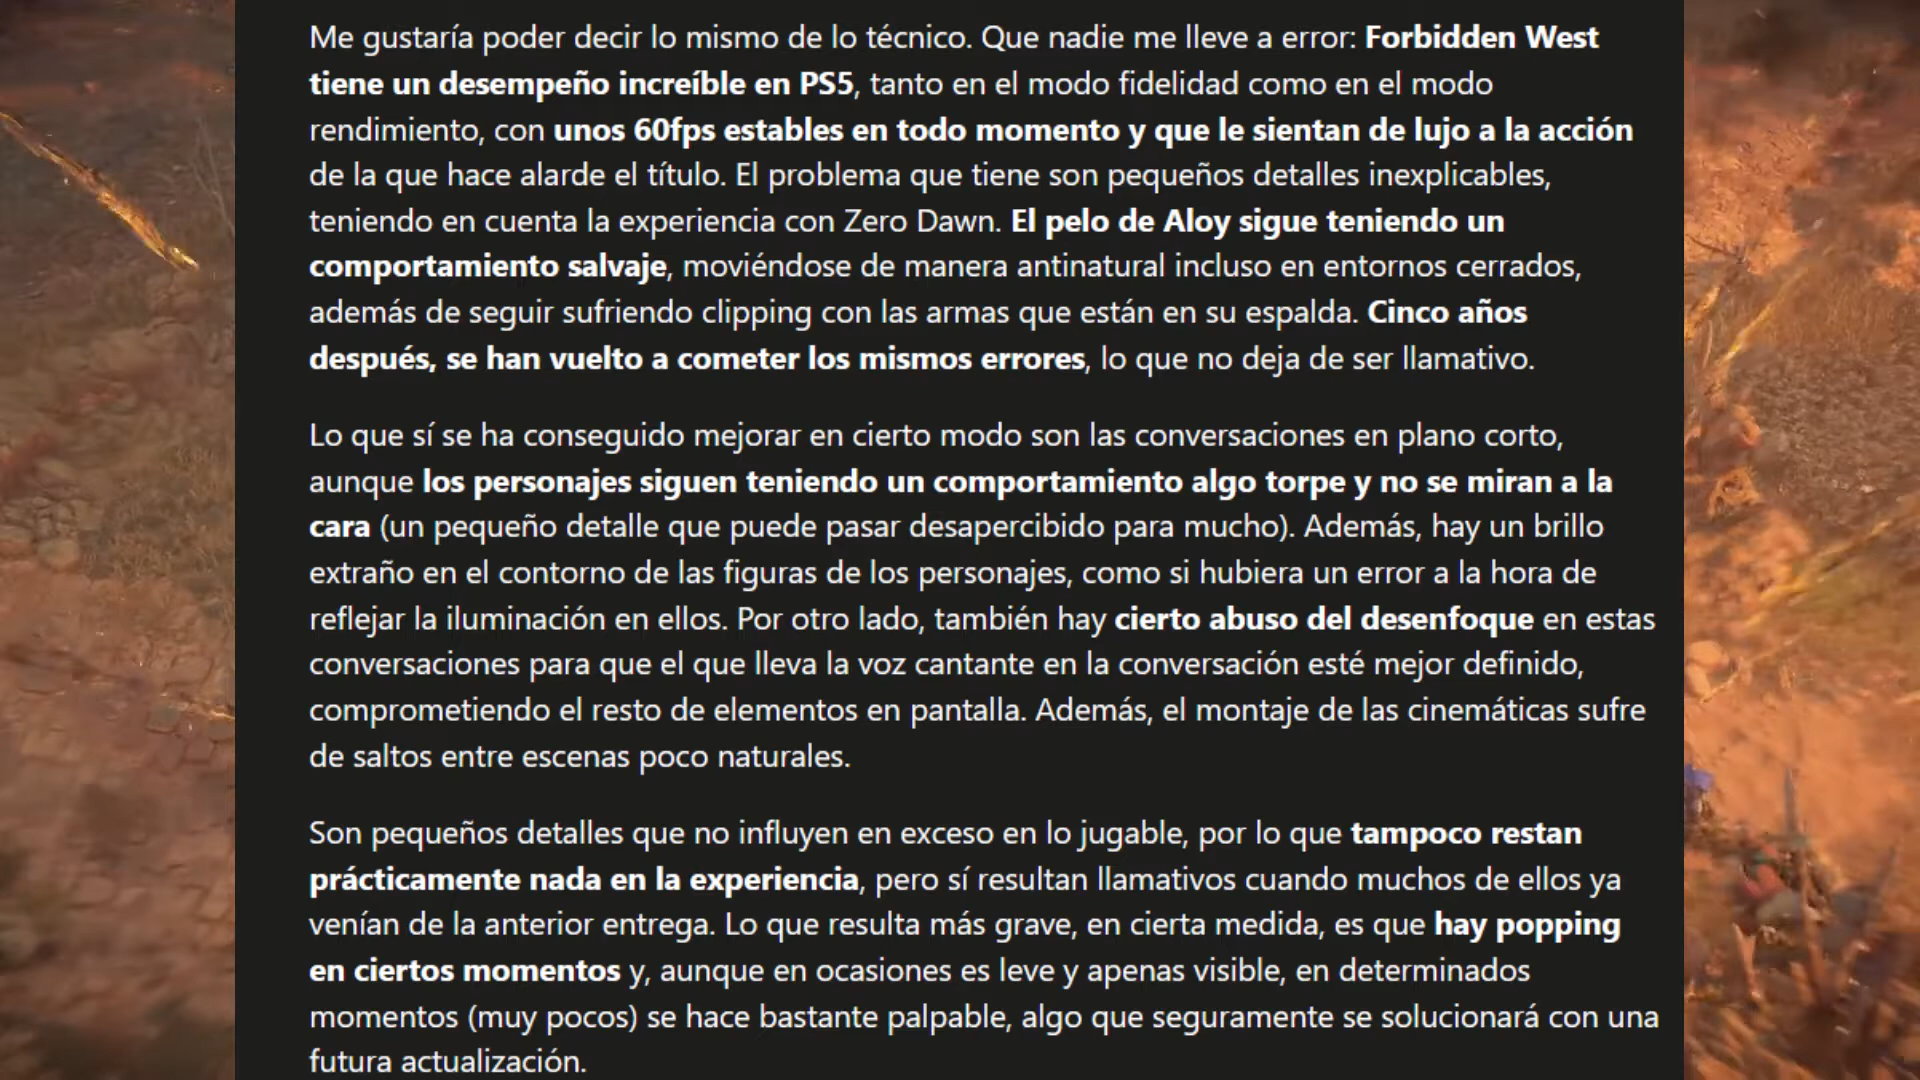 Me gustaría poder decir lo mismo de lo técnico. Que nadie me lleve a error: Forbidden West
tiene un desempeño increíble en PS5, tanto en el modo fidelidad como en el modo
rendimiento, con unos 60fps estables en todo momento y que le sientan de lujo a la acción
de la que hace alarde el título. El problema que tiene son pequeños detalles inexplicables,
teniendo en cuenta la experiencia con Zero Dawn. El pelo de Aloy sigue teniendo un
comportamiento salvaje, moviéndose de manera antinatural incluso en entornos cerrados,
además de seguir sufriendo clipping con las armas que están en su espalda. Cinco años
después, se han vuelto a cometer los mismos errores, lo que no deja de ser llamativo.
Lo que sí se ha conseguido mejorar en cierto modo son las conversaciones en plano corto,
aunque los personajes siguen teniendo un comportamiento algo torpe y no se miran a la
cara (un pequeño detalle que puede pasar desapercibido para mucho). Además, hay un brillo
extraño en el contorno de las figuras de los personajes, como si hubiera un error a la hora de
reflejar la iluminación en ellos. Por otro lado, también hay cierto abuso del desenfoque en estas
conversaciones para que el que lleva la voz cantante en la conversación esté mejor definido,
comprometiendo el resto de elementos en pantalla. Además, el montaje de las cinemáticas sufre
de saltos entre escenas poco naturales.
Son pequeños detalles que no influyen en exceso en lo jugable, por lo que tampoco restan
prácticamente nada en la experiencia, pero sí resultan llamativos cuando muchos de ellos ya
venían de la anterior entrega. Lo que resulta más grave, en cierta medida, es que hay popping
en ciertos momentos y, aunque en ocasiones es leve y apenas visible, en determinados
momentos (muy pocos) se hace bastante palpable, algo que seguramente se solucionará con una
futura actualización.